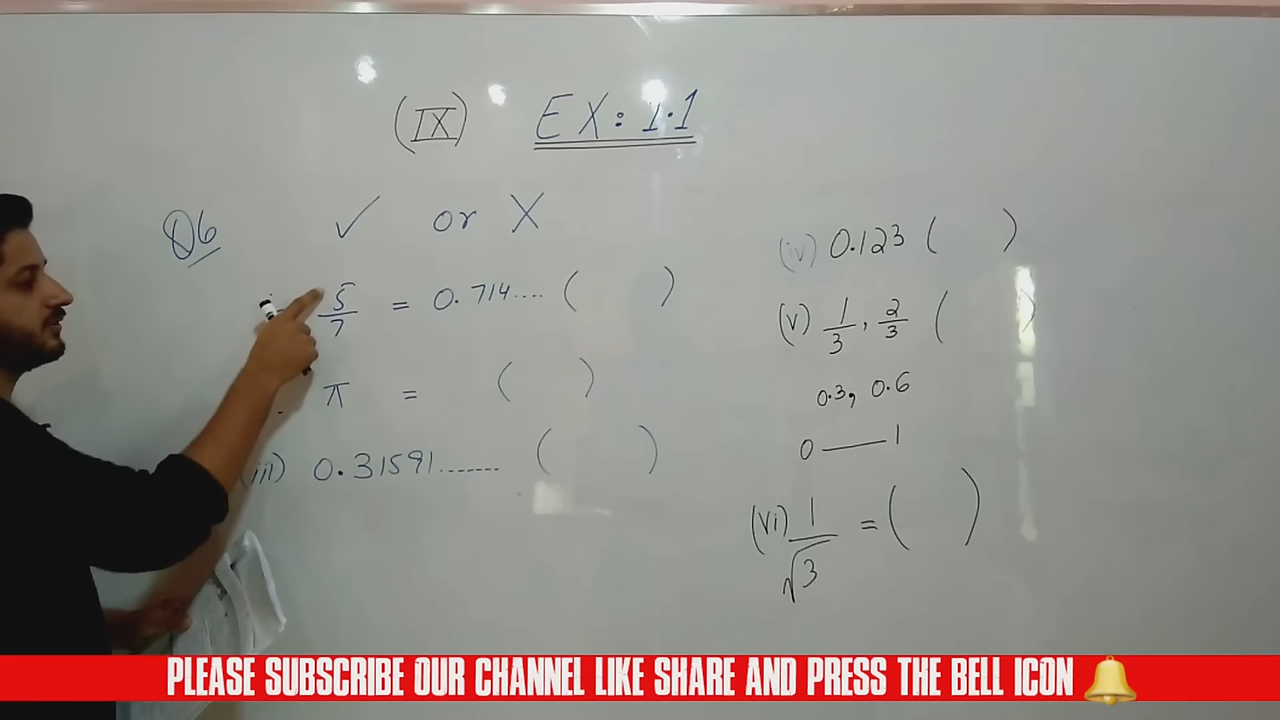 (IX) EX: 1.1
Q6 ✓ or X
5/7 = 0.714.... ( )
π = ( )
(iii) 0.31591....... ( )
(iv) 0.123 ( )
(v) 1/3, 2/3 ( )
0.3, 0.6
0 — 1
(vi) 1/√3 = ( )
PLEASE SUBSCRIBE OUR CHANNEL LIKE SHARE AND PRESS THE BELL ICON 🔔